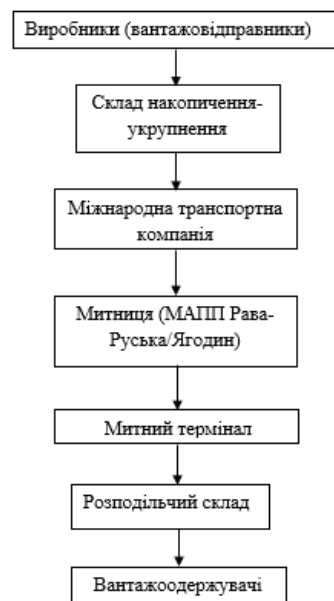 Виробники (вантажовідправники)
Склад накопичення-
укрупнення
Міжнародна транспортна
компанія
Митниця (МАПП Рава-
Руська/Ягодин)
Митний термінал
Розподільчий склад
Вантажоодержувачі